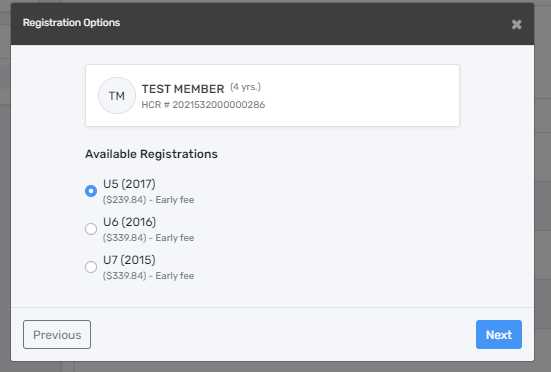 Registration Options
TM
TEST MEMBER (4 yrs.)
HCR # 2021532000000286
Available Registrations
U5 (2017)
($239.84) - Early fee
U6 (2016)
($339.84) - Early fee
U7 (2015)
($339.84) - Early fee
Previous
Next